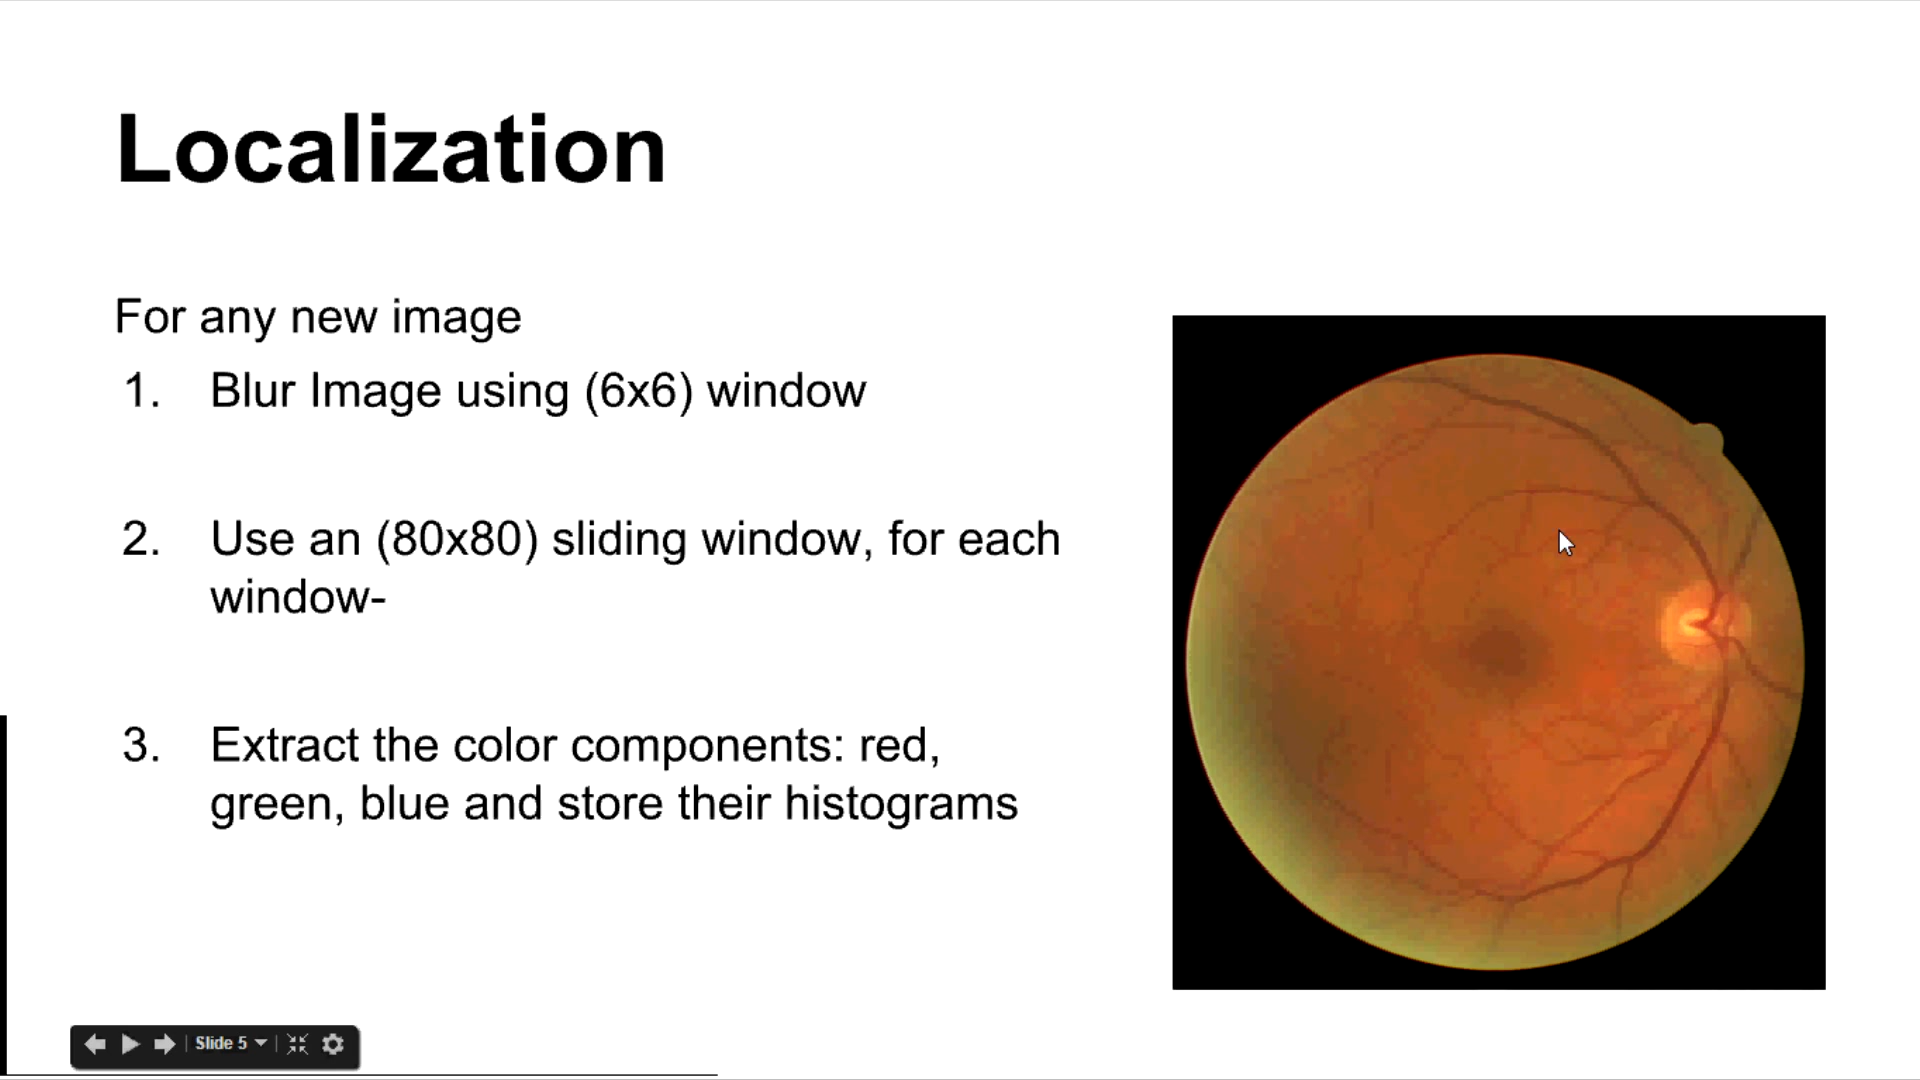 Localization
For any new image
1. Blur Image using (6x6) window
2. Use an (80x80) sliding window, for each
window-
3. Extract the color components: red,
green, blue and store their histograms
Slide 5